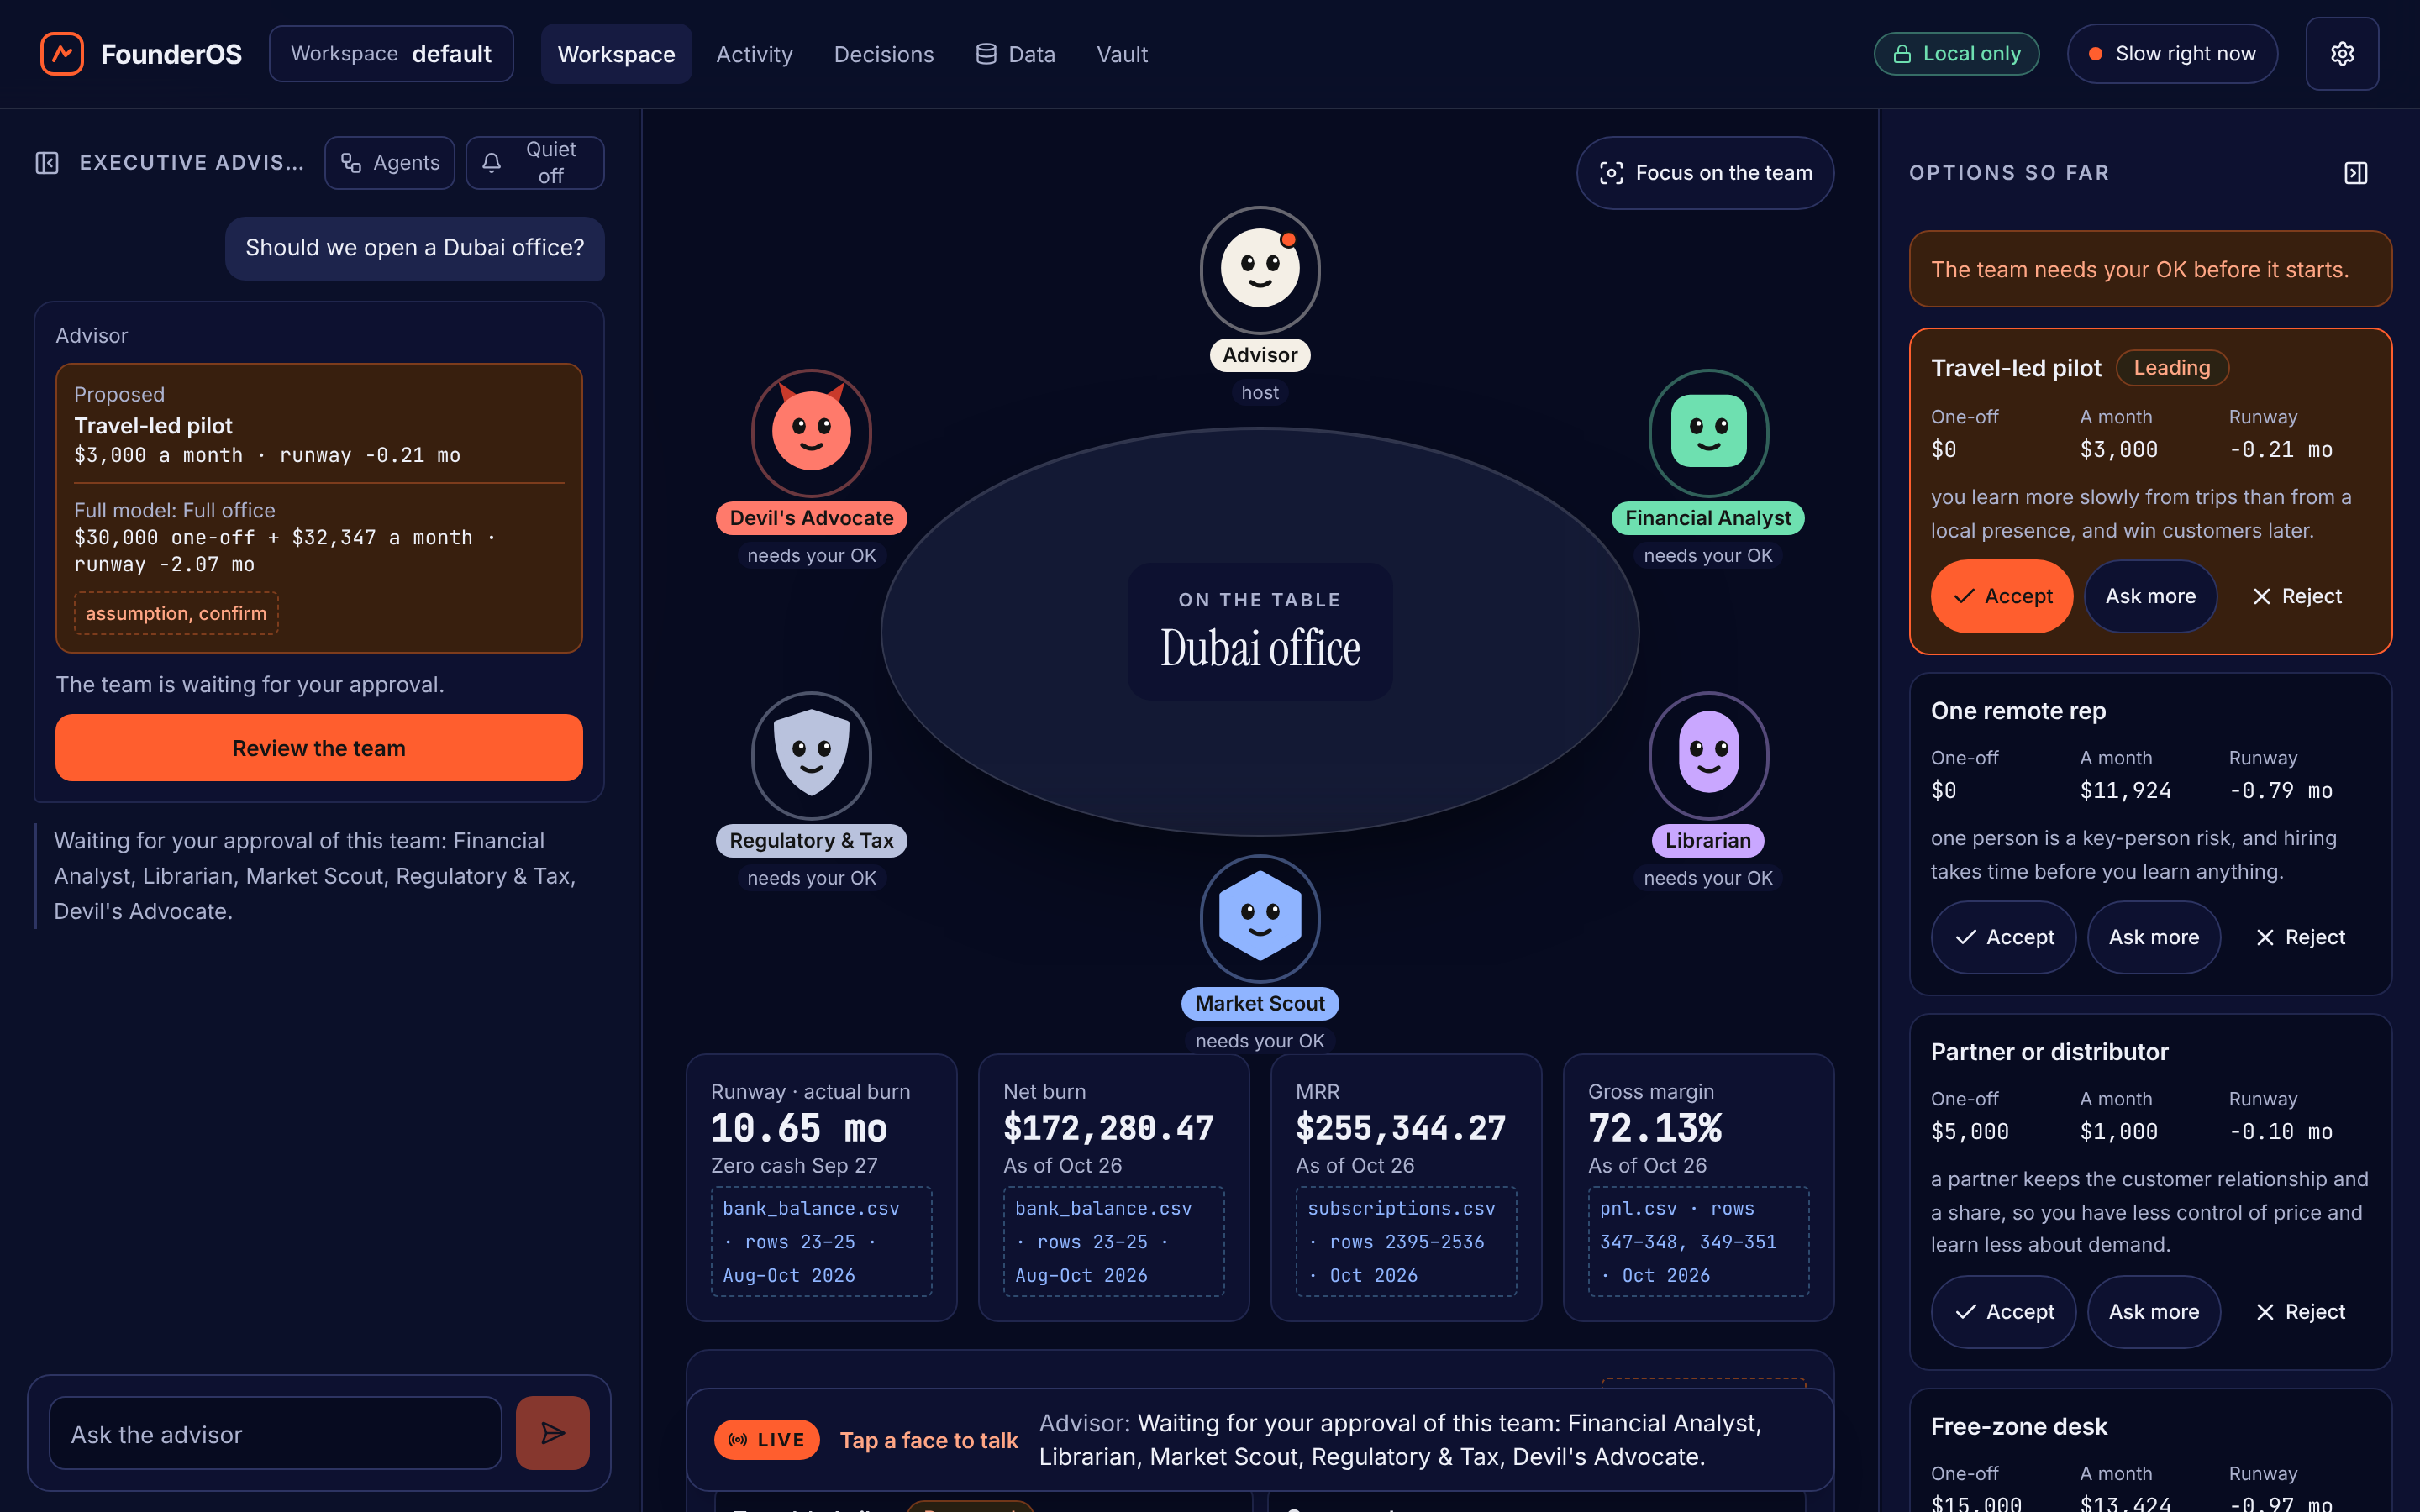 FounderOS
Workspace default
Workspace
Activity
Decisions
Data
Vault
Local only
Slow right now
EXECUTIVE ADVIS...
Agents
Quiet
off
Should we open a Dubai office?
Advisor
Proposed
Travel-led pilot
$3,000 a month · runway -0.21 mo
Full model: Full office
$30,000 one-off + $32,347 a month ·
runway -2.07 mo
assumption, confirm
The team is waiting for your approval.
Review the team
Waiting for your approval of this team: Financial
Analyst, Librarian, Market Scout, Regulatory & Tax,
Devil's Advocate.
Ask the advisor
Focus on the team
Advisor
host
Devil's Advocate
needs your OK
Financial Analyst
needs your OK
ON THE TABLE
Dubai office
Regulatory & Tax
needs your OK
Librarian
needs your OK
Market Scout
needs your OK
Runway · actual burn
10.65 mo
Zero cash Sep 27
bank_balance.csv
· rows 23–25 ·
Aug–Oct 2026
Net burn
$172,280.47
As of Oct 26
bank_balance.csv
· rows 23–25 ·
Aug–Oct 2026
MRR
$255,344.27
As of Oct 26
subscriptions.csv
· rows 2395–2536
· Oct 2026
Gross margin
72.13%
As of Oct 26
pnl.csv · rows
347–348, 349–351
· Oct 2026
LIVE
Tap a face to talk
Advisor: Waiting for your approval of this team: Financial Analyst,
Librarian, Market Scout, Regulatory & Tax, Devil's Advocate.
OPTIONS SO FAR
The team needs your OK before it starts.
Travel-led pilot
Leading
One-off A month Runway
$0 $3,000 -0.21 mo
you learn more slowly from trips than from a
local presence, and win customers later.
Accept
Ask more
Reject
One remote rep
One-off A month Runway
$0 $11,924 -0.79 mo
one person is a key-person risk, and hiring
takes time before you learn anything.
Accept
Ask more
Reject
Partner or distributor
One-off A month Runway
$5,000 $1,000 -0.10 mo
a partner keeps the customer relationship and
a share, so you have less control of price and
learn less about demand.
Accept
Ask more
Reject
Free-zone desk
One-off A month Runway
$15,000 $13,424 -0.97 mo